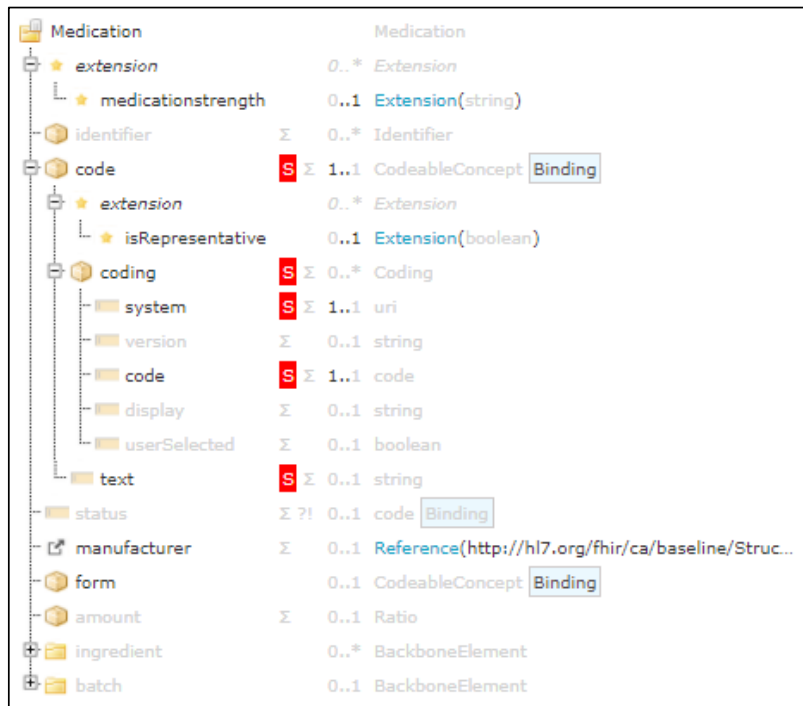 Medication Medication
extension 0..* Extension
medicationstrength 0..1 Extension(string)
identifier Σ 0..* Identifier
code S Σ 1..1 CodeableConcept Binding
extension 0..* Extension
isRepresentative 0..1 Extension(boolean)
coding S Σ 0..* Coding
system S Σ 1..1 uri
version Σ 0..1 string
code S Σ 1..1 code
display Σ 0..1 string
userSelected Σ 0..1 boolean
text S Σ 0..1 string
status Σ ?! 0..1 code Binding
manufacturer Σ 0..1 Reference(http://hl7.org/fhir/ca/baseline/Struc...
form 0..1 CodeableConcept Binding
amount Σ 0..1 Ratio
ingredient 0..* BackboneElement
batch 0..1 BackboneElement